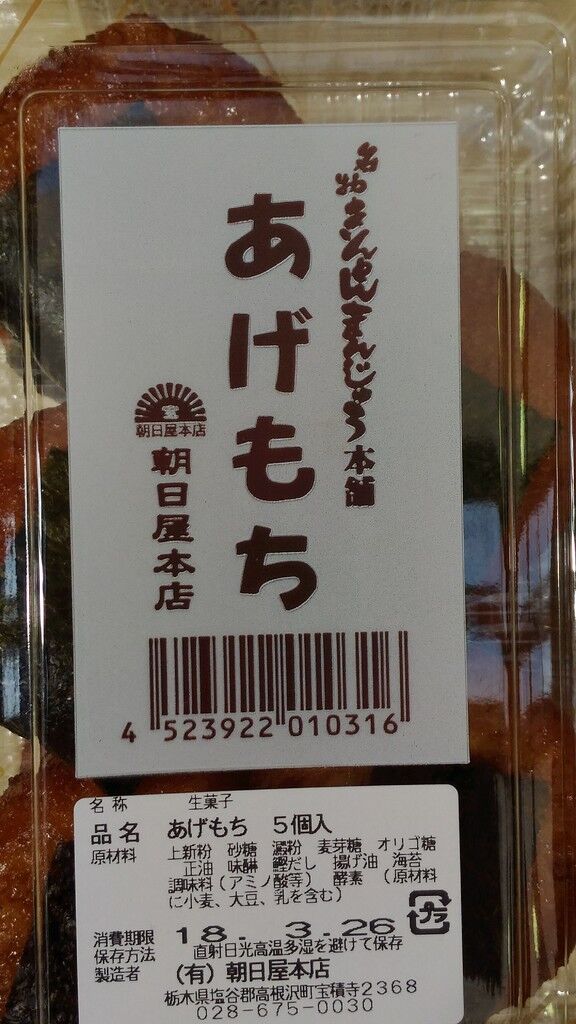 名物きんとんまんじゅう本舗
あげもち
宝
朝日屋本店
朝日屋本店
4 523922 010316
名 称 生菓子
品 名 あげもち 5個入
原材料 上新粉 砂糖 澱粉 麦芽糖 オリゴ糖
正油 味醂 鰹だし 揚げ油 海苔
調味料(アミノ酸等) 酵素 (原材料
に小麦、大豆、乳を含む)
プラ
消費期限 18. 3.26
保存方法 直射日光高温多湿を避けて保存
製造者 (有) 朝日屋本店
栃木県塩谷郡高根沢町宝積寺2368
028-675-0030